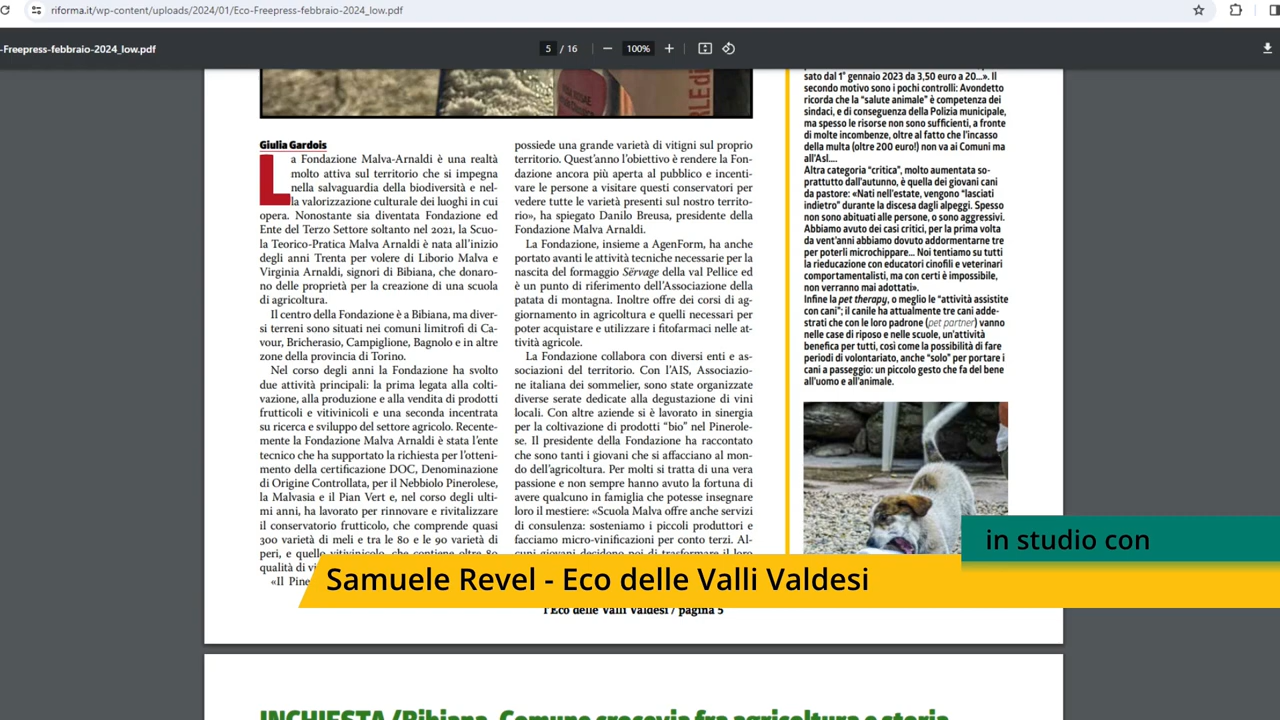 riforma.it/wp-content/uploads/2024/01/Eco-Freepress-febbraio-2024_low.pdf
-Freepress-febbraio-2024_low.pdf
5 / 16
100%
Giulia Gardois
La Fondazione Malva-Arnaldi è una realtà
molto attiva sul territorio che si impegna
nella salvaguardia della biodiversità e nel-
la valorizzazione culturale dei luoghi in cui
opera. Nonostante sia diventata Fondazione ed
Ente del Terzo Settore soltanto nel 2021, la Scuo-
la Teorico-Pratica Malva Arnaldi è nata all'inizio
degli anni Trenta per volere di Liborio Malva e
Virginia Arnaldi, signori di Bibiana, che donaro-
no delle proprietà per la creazione di una scuola
di agricoltura.
Il centro della Fondazione è a Bibiana, ma diver-
si terreni sono situati nei comuni limitrofi di Ca-
vour, Bricherasio, Campiglione, Bagnolo e in altre
zone della provincia di Torino.
Nel corso degli anni la Fondazione ha svolto
due attività principali: la prima legata alla colti-
vazione, alla produzione e alla vendita di prodotti
frutticoli e vitivinicoli e una seconda incentrata
su ricerca e sviluppo del settore agricolo. Recente-
mente la Fondazione Malva Arnaldi è stata l'ente
tecnico che ha supportato la richiesta per l'otteni-
mento della certificazione DOC, Denominazione
di Origine Controllata, per il Nebbiolo Pinerolese,
la Malvasia e il Pian Vert e, nel corso degli ulti-
mi anni, ha lavorato per rinnovare e rivitalizzare
il conservatorio frutticolo, che comprende quasi
300 varietà di meli e tra le 80 e le 90 varietà di
peri, e quello vitivinicolo, che contiene oltre 80
qualità di vi
«Il Pine
possiede una grande varietà di vitigni sul proprio
territorio. Quest'anno l'obiettivo è rendere la Fon-
dazione ancora più aperta al pubblico e incenti-
vare le persone a visitare questi conservatori per
vedere tutte le varietà presenti sul nostro territo-
rio», ha spiegato Danilo Breusa, presidente della
Fondazione Malva Arnaldi.
La Fondazione, insieme a AgenForm, ha anche
portato avanti le attività tecniche necessarie per la
nascita del formaggio Sërvage della val Pellice ed
è un punto di riferimento dell'Associazione della
patata di montagna. Inoltre offre dei corsi di ag-
giornamento in agricoltura e quelli necessari per
poter acquistare e utilizzare i fitofarmaci nelle at-
tività agricole.
La Fondazione collabora con diversi enti e as-
sociazioni del territorio. Con l'AIS, Associazio-
ne italiana dei sommelier, sono state organizzate
diverse serate dedicate alla degustazione di vini
locali. Con altre aziende si è lavorato in sinergia
per la coltivazione di prodotti "bio" nel Pinerole-
se. Il presidente della Fondazione ha raccontato
che sono tanti i giovani che si affacciano al mon-
do dell'agricoltura. Per molti si tratta di una vera
passione e non sempre hanno avuto la fortuna di
avere qualcuno in famiglia che potesse insegnare
loro il mestiere: «Scuola Malva offre anche servizi
di consulenza: sosteniamo i piccoli produttori e
facciamo micro-vinificazioni per conto terzi. Al-
cuni giovani decidono poi di trasformare il loro
sato dal 1° gennaio 2023 da 3,50 euro a 20...». Il
secondo motivo sono i pochi controlli: Avondetto
ricorda che la "salute animale" è competenza dei
sindaci, e di conseguenza della Polizia municipale,
ma spesso le risorse non sono sufficienti, a fronte
di molte incombenze, oltre al fatto che l'incasso
della multa (oltre 200 euro!) non va ai Comuni ma
all'Asl....
Altra categoria "critica", molto aumentata so-
prattutto dall'autunno, è quella dei giovani cani
da pastore: «Nati nell'estate, vengono "lasciati
indietro" durante la discesa dagli alpeggi. Spesso
non sono abituati alle persone, o sono aggressivi.
Abbiamo avuto dei casi critici, per la prima volta
da vent'anni abbiamo dovuto addormentarne tre
per poterli microchippare... Noi tentiamo su tutti
la rieducazione con educatori cinofili e veterinari
comportamentalisti, ma con certi è impossibile,
non verranno mai adottati».
Infine la pet therapy, o meglio le "attività assistite
con cani"; il canile ha attualmente tre cani adde-
strati che con le loro padrone (pet partner) vanno
nelle case di riposo e nelle scuole, un'attività
benefica per tutti, così come la possibilità di fare
periodi di volontariato, anche "solo" per portare i
cani a passeggio: un piccolo gesto che fa del bene
all'uomo e all'animale.
in studio con
Samuele Revel - Eco delle Valli Valdesi
l'Eco delle Valli Valdesi / pagina 5
INCHIESTA/Bibiana, Comune crocevia fra agricoltura e storia